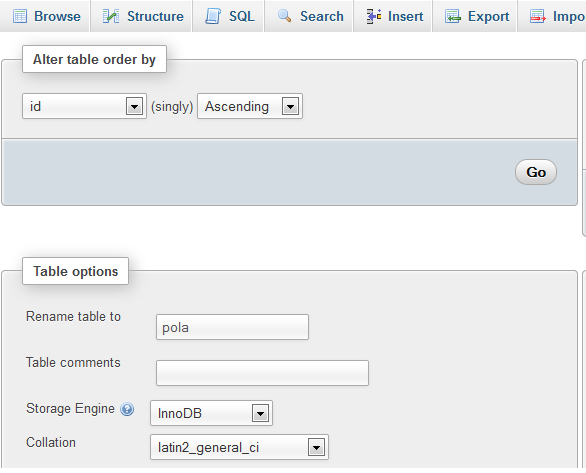 Browse Structure SQL Search Insert Export Impo
Alter table order by
id (singly) Ascending
Go
Table options
Rename table to pola
Table comments
Storage Engine InnoDB
Collation latin2_general_ci